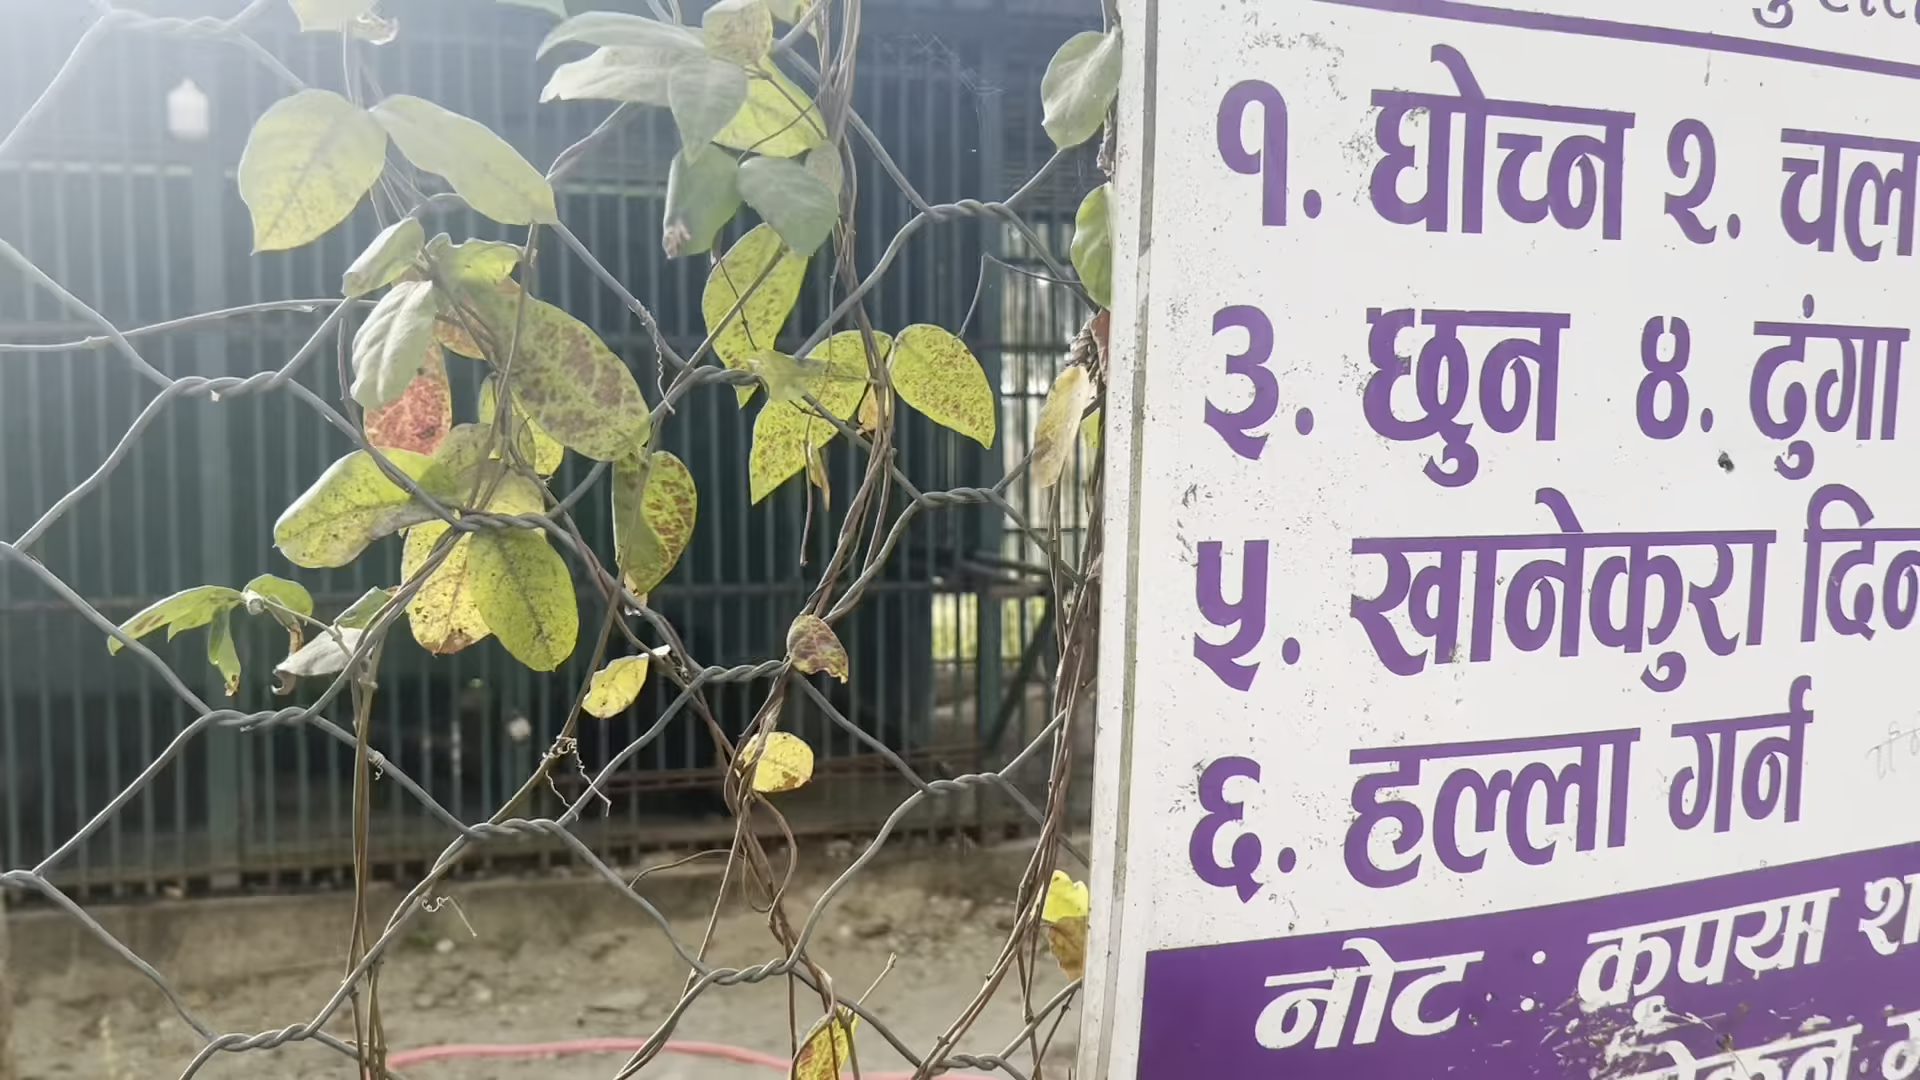 १. घोच्न २. चल
३. छुन ४. ढुंगा
५. खानेकुरा दिन
६. हल्ला गर्न
नोट : कृपया श